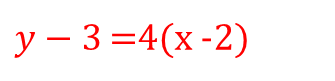 y − 3 =4(x -2)